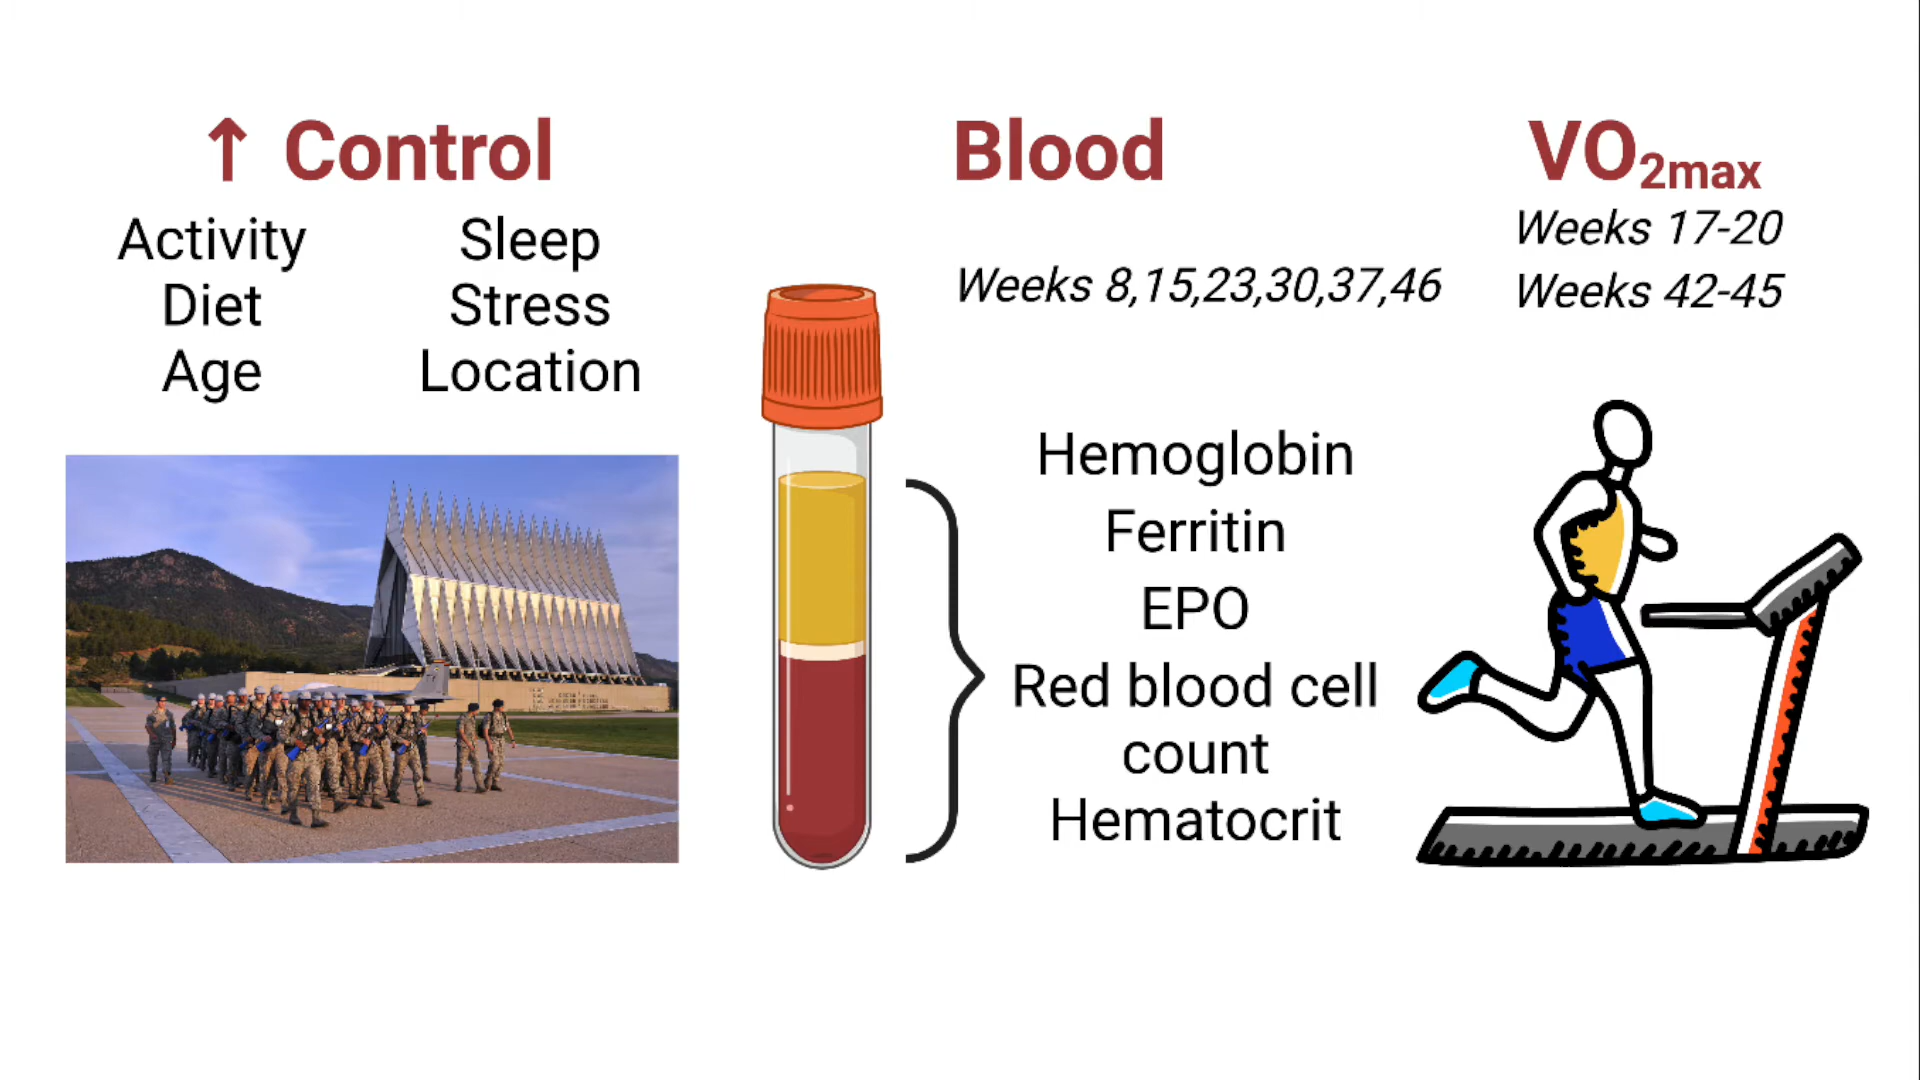 ↑ Control
Activity
Diet
Age
Sleep
Stress
Location
Blood
Weeks 8,15,23,30,37,46
Hemoglobin
Ferritin
EPO
Red blood cell
count
Hematocrit
VO2max
Weeks 17-20
Weeks 42-45